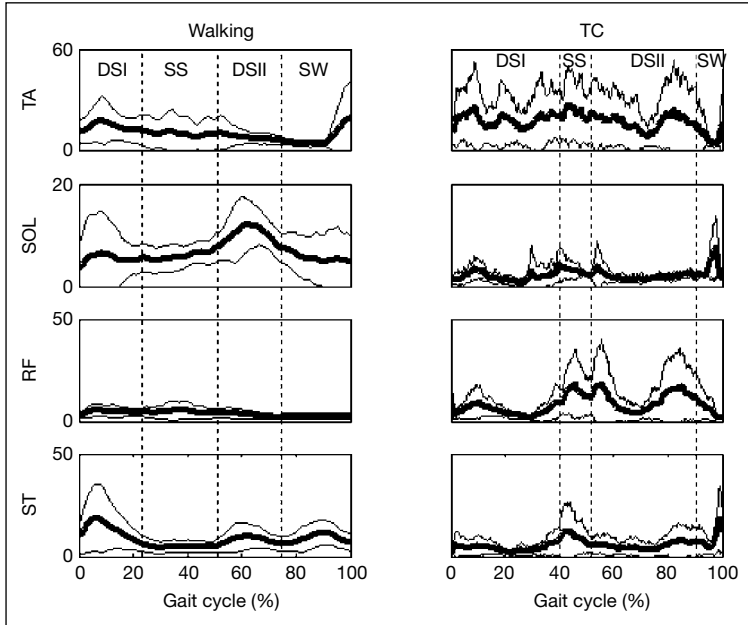 Walking TC
60 DSI SS DSII SW DSI SS DSII SW
TA
0
20
SOL
0
50
RF
0
50
ST
0
0 20 40 60 80 100 0 20 40 60 80 100
Gait cycle (%) Gait cycle (%)